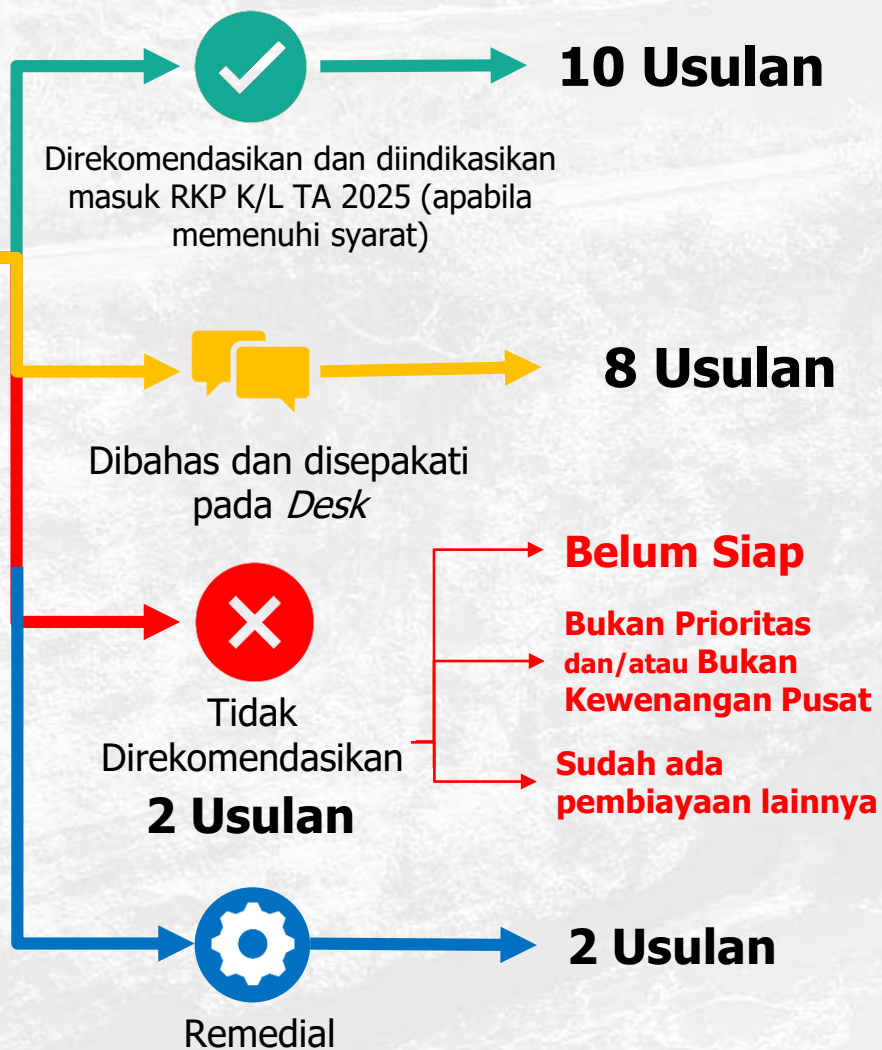 10 Usulan
Direkomendasikan dan diindikasikan
masuk RKP K/L TA 2025 (apabila
memenuhi syarat)
8 Usulan
Dibahas dan disepakati
pada Desk
Tidak
Direkomendasikan
2 Usulan
Belum Siap
Bukan Prioritas
dan/atau Bukan
Kewenangan Pusat
Sudah ada
pembiayaan lainnya
2 Usulan
Remedial